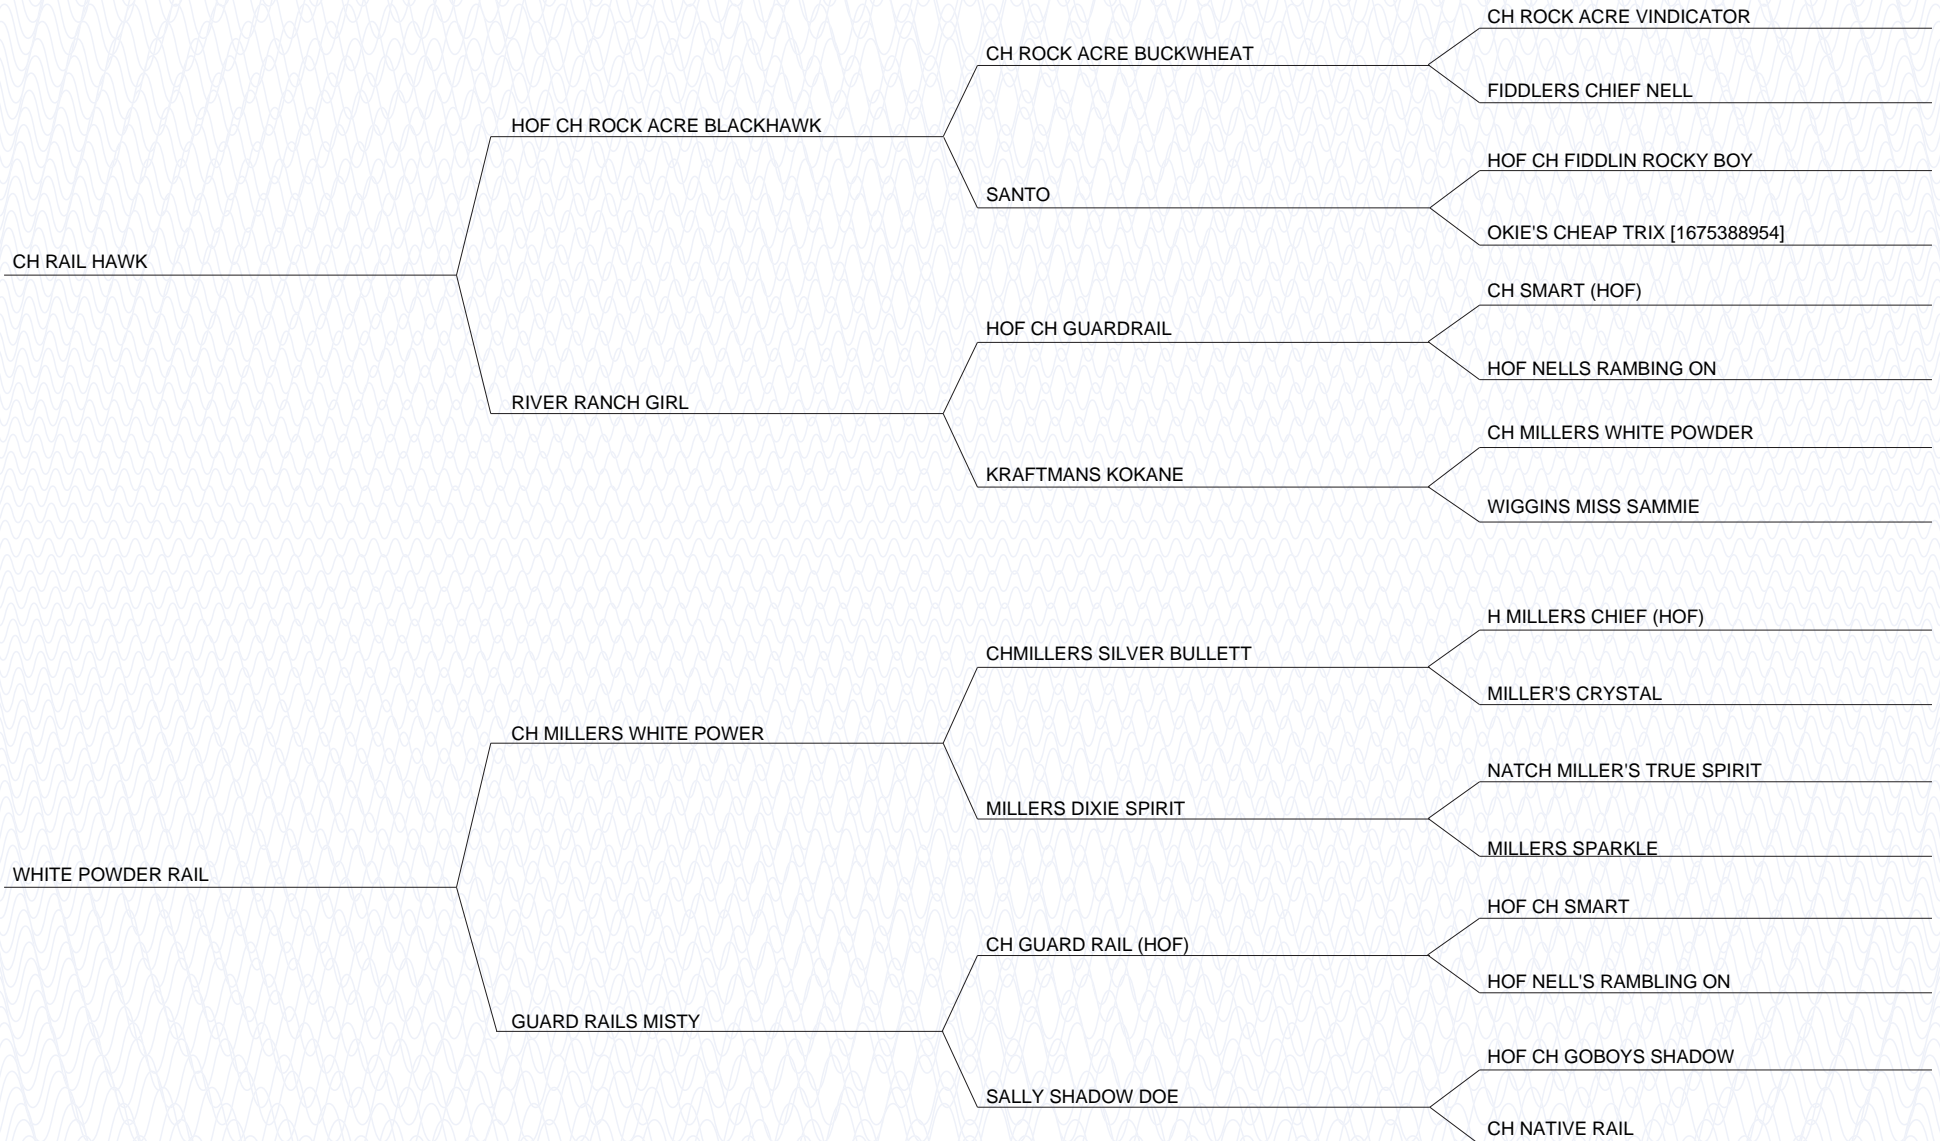 CH ROCK ACRE VINDICATOR
CH ROCK ACRE BUCKWHEAT
FIDDLERS CHIEF NELL
HOF CH ROCK ACRE BLACKHAWK
HOF CH FIDDLIN ROCKY BOY
SANTO
OKIE'S CHEAP TRIX [1675388954]
CH RAIL HAWK
CH SMART (HOF)
HOF CH GUARDRAIL
HOF NELLS RAMBING ON
RIVER RANCH GIRL
CH MILLERS WHITE POWDER
KRAFTMANS KOKANE
WIGGINS MISS SAMMIE
H MILLERS CHIEF (HOF)
CHMILLERS SILVER BULLETT
MILLER'S CRYSTAL
CH MILLERS WHITE POWER
NATCH MILLER'S TRUE SPIRIT
MILLERS DIXIE SPIRIT
MILLERS SPARKLE
WHITE POWDER RAIL
HOF CH SMART
CH GUARD RAIL (HOF)
HOF NELL'S RAMBLING ON
GUARD RAILS MISTY
HOF CH GOBOYS SHADOW
SALLY SHADOW DOE
CH NATIVE RAIL